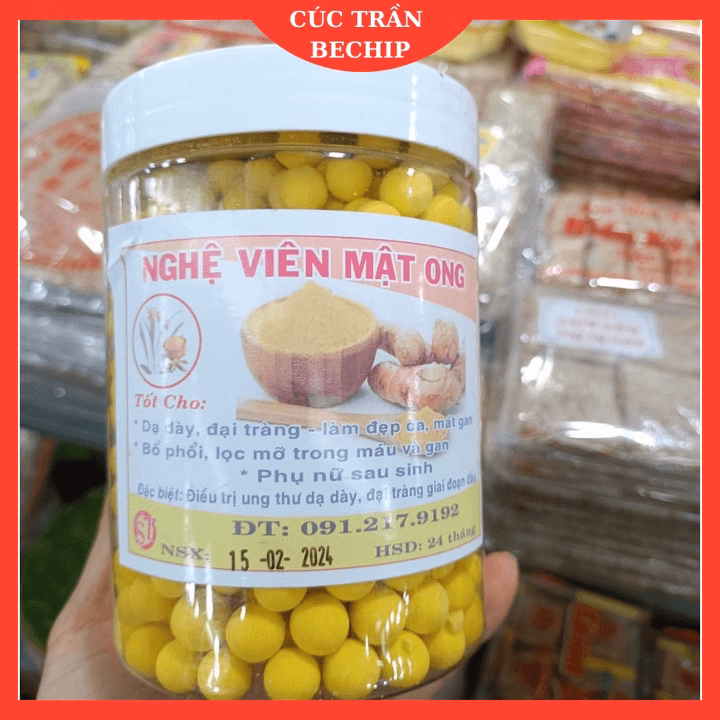 CÚC TRẦN
BECHIP
NGHỆ VIÊN MẬT ONG
Tốt Cho:
* Dạ dày, đại tràng - làm đẹp da, mát gan
* Bổ phổi, lọc mỡ trong máu và gan
* Phụ nữ sau sinh
Đặc biệt: Điều trị ung thư dạ dày, đại tràng giai đoạn đầu
ĐT: 091.217.9192
NSX: 15 -02- 2024 HSD: 24 tháng